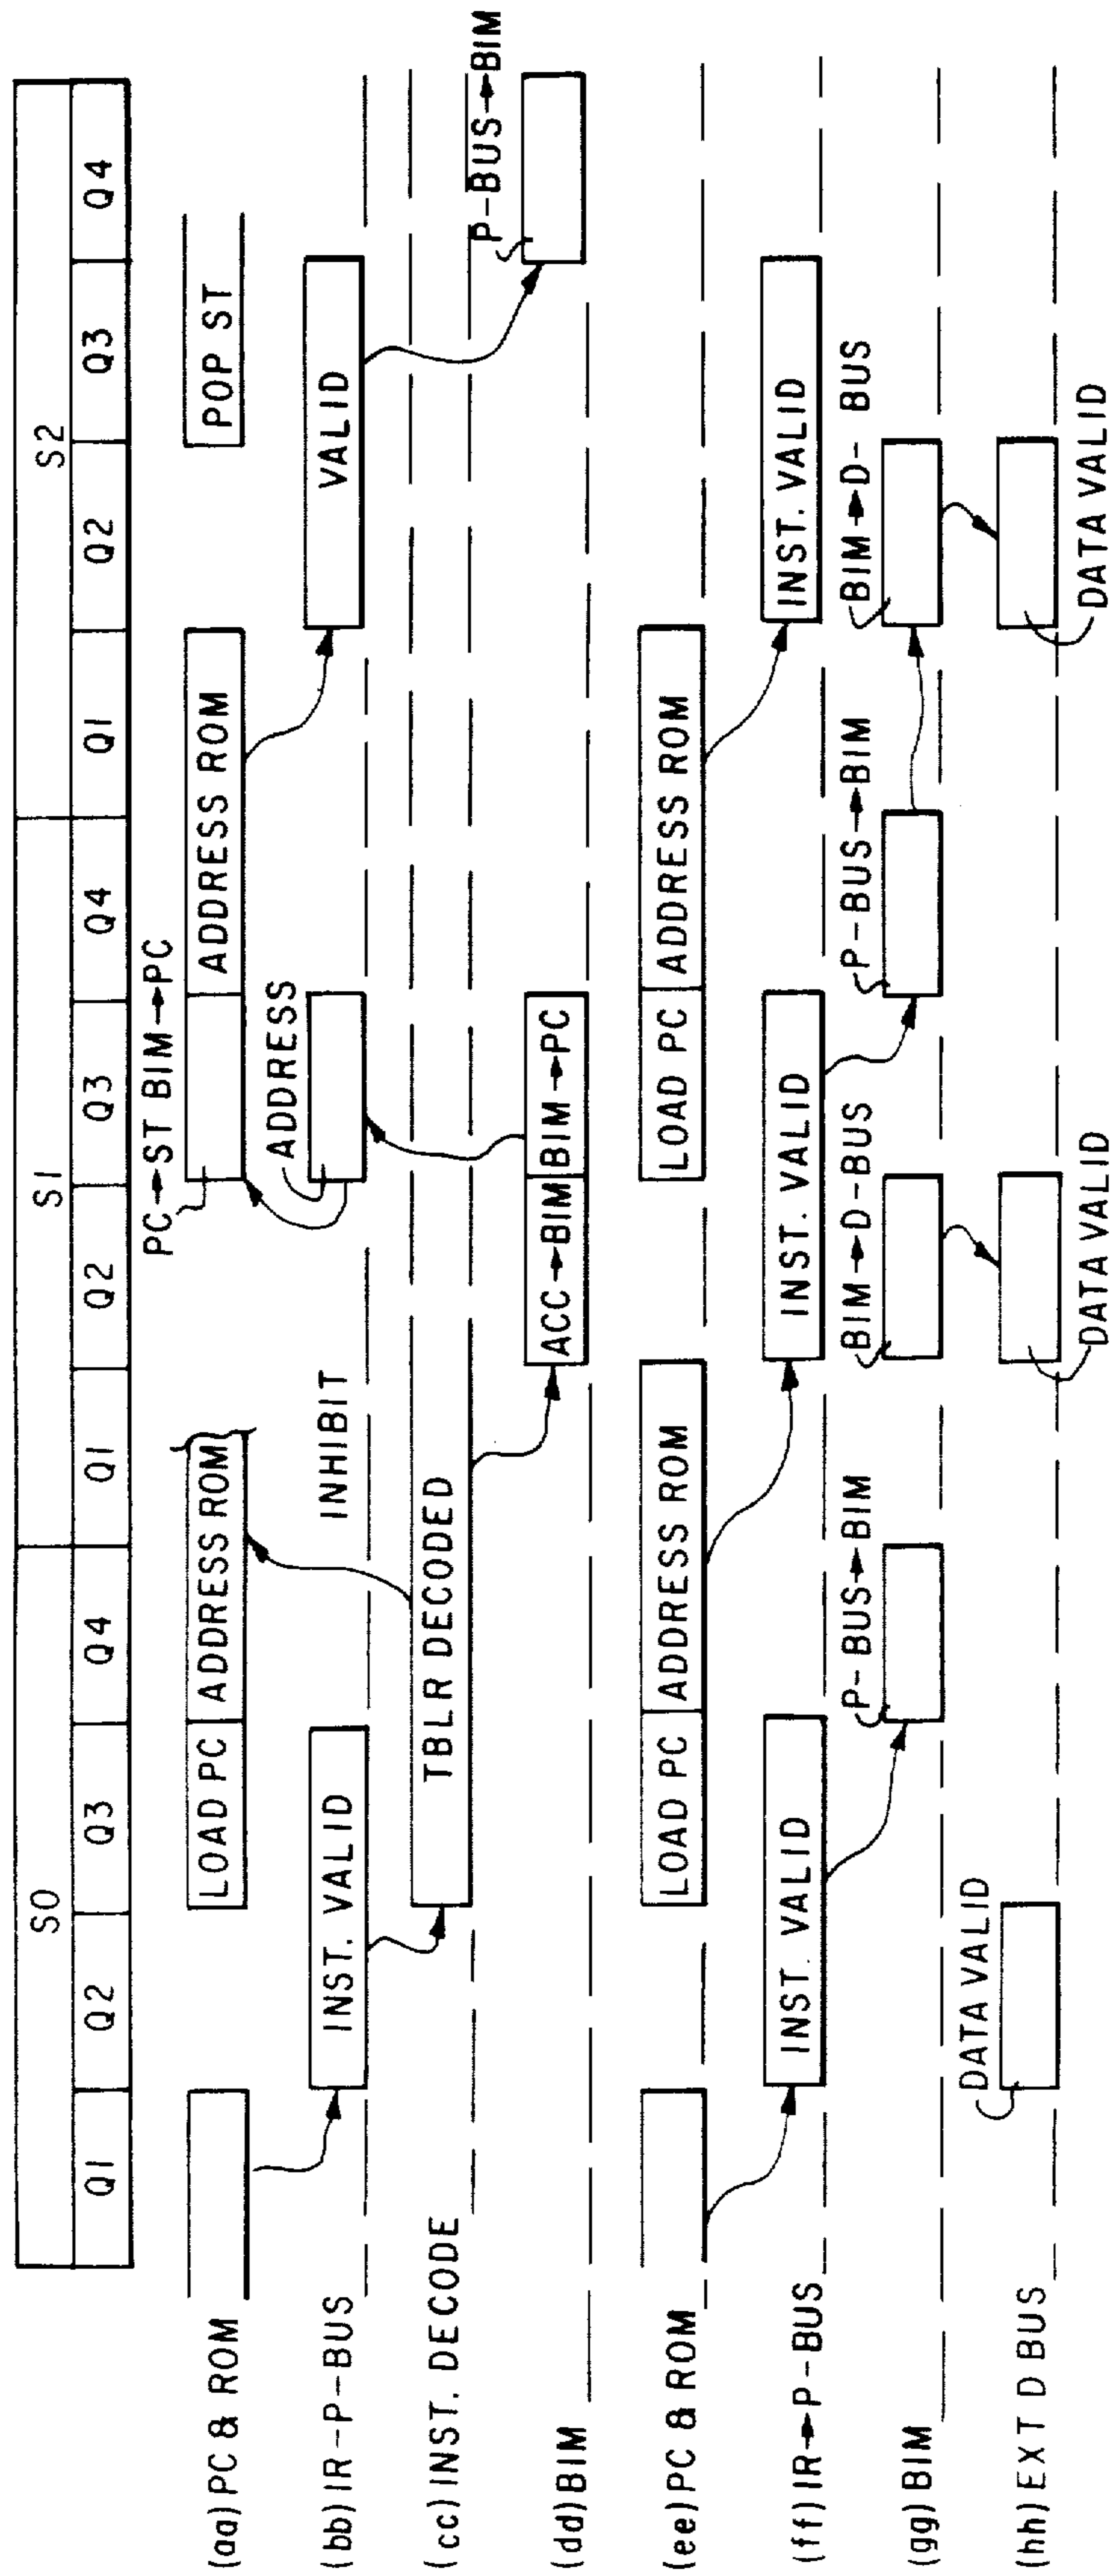 S0 S1 S2
Q1 Q2 Q3 Q4 Q1 Q2 Q3 Q4 Q1 Q2 Q3 Q4
PC→ST BIM→PC
(aa) PC & ROM LOAD PC ADDRESS ROM ADDRESS ROM POP ST
ADDRESS
(bb) IR-P-BUS INST. VALID INHIBIT VALID
(cc) INST. DECODE TBLR DECODED
P-BUS→BIM
(dd) BIM ACC→BIM BIM→PC
(ee) PC & ROM LOAD PC ADDRESS ROM LOAD PC ADDRESS ROM
(ff) IR→P-BUS INST. VALID INST. VALID INST. VALID
P-BUS→BIM BIM→D-BUS P-BUS→BIM BIM→D-BUS
(gg) BIM
DATA VALID
(hh) EXT D BUS
DATA VALID DATA VALID